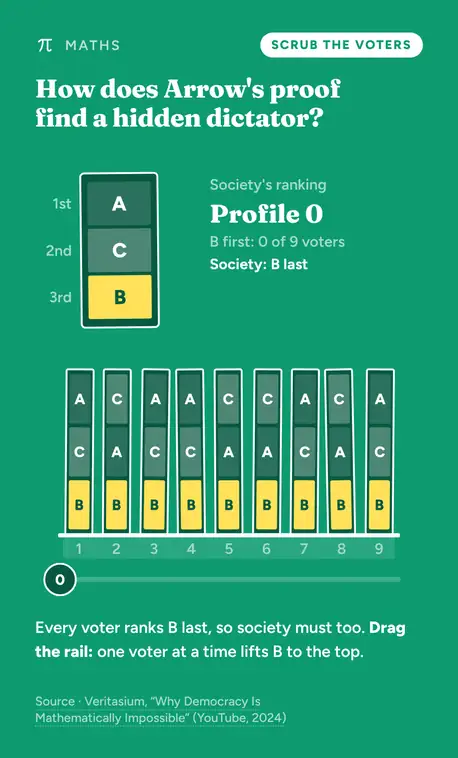 π MATHS
SCRUB THE VOTERS
How does Arrow's proof
find a hidden dictator?
1st A
2nd C
3rd B
Society's ranking
Profile 0
B first: 0 of 9 voters
Society: B last
A C A A C C A C A
C A C C A A C A C
B B B B B B B B B
1 2 3 4 5 6 7 8 9
0
Every voter ranks B last, so society must too. Drag
the rail: one voter at a time lifts B to the top.
Source · Veritasium, “Why Democracy Is
Mathematically Impossible” (YouTube, 2024)